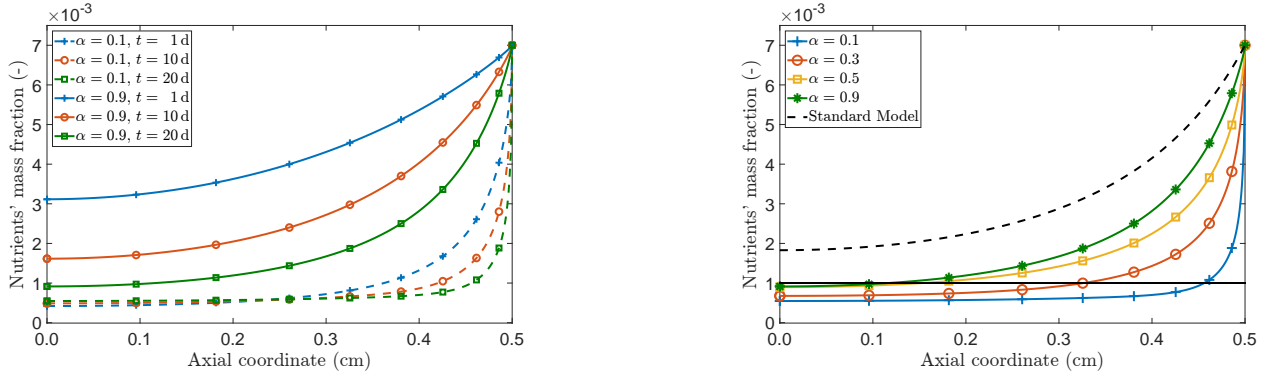 ×10⁻³
Nutrients' mass fraction (-)
7
6
5
4
3
2
1
0
α = 0.1, t = 1 d
α = 0.1, t = 10 d
α = 0.1, t = 20 d
α = 0.9, t = 1 d
α = 0.9, t = 10 d
α = 0.9, t = 20 d
0.0 0.1 0.2 0.3 0.4 0.5
Axial coordinate (cm)
×10⁻³
Nutrients' mass fraction (-)
7
6
5
4
3
2
1
0
α = 0.1
α = 0.3
α = 0.5
α = 0.9
Standard Model
0.0 0.1 0.2 0.3 0.4 0.5
Axial coordinate (cm)